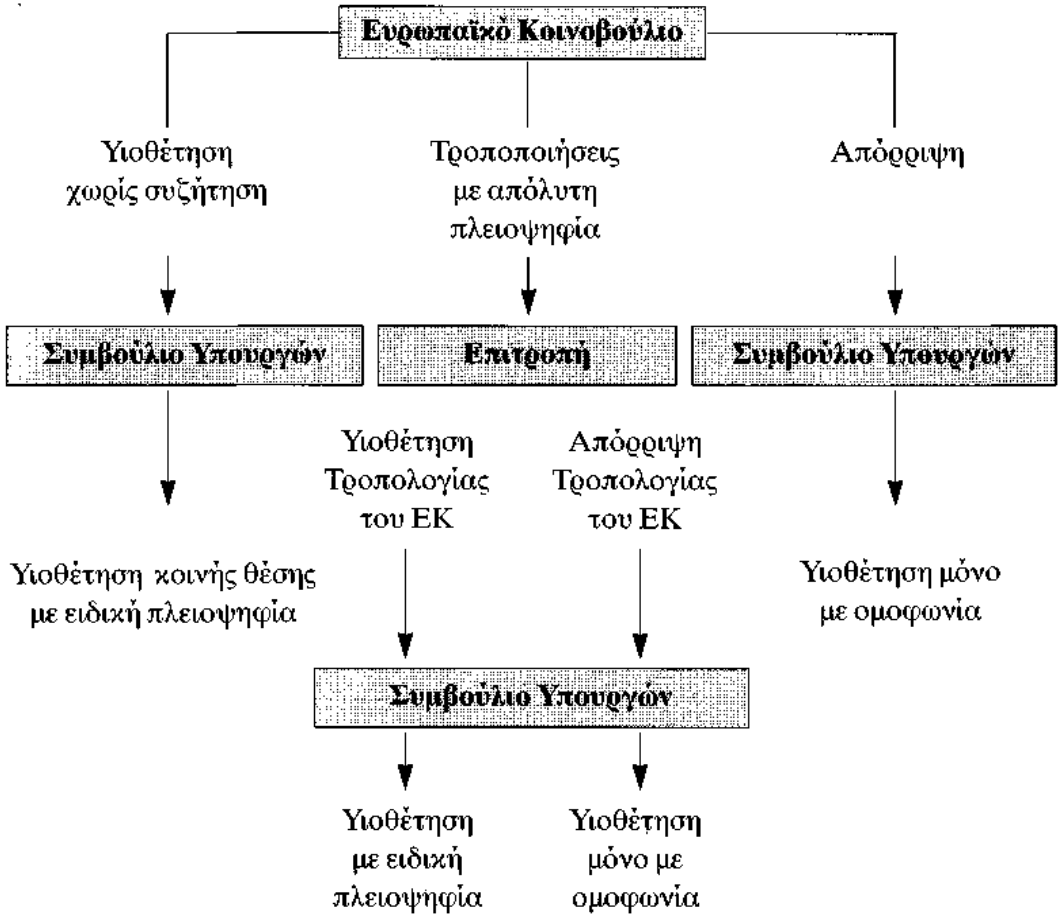 Ευρωπαϊκό Κοινοβούλιο
Υιοθέτηση
χωρίς συζήτηση
Τροποποιήσεις
με απόλυτη
πλειοψηφία
Απόρριψη
Συμβούλιο Υπουργών
Επιτροπή
Συμβούλιο Υπουργών
Υιοθέτηση κοινής θέσης
με ειδική πλειοψηφία
Υιοθέτηση
Τροπολογίας
του ΕΚ
Απόρριψη
Τροπολογίας
του ΕΚ
Υιοθέτηση μόνο
με ομοφωνία
Συμβούλιο Υπουργών
Υιοθέτηση
με ειδική
πλειοψηφία
Υιοθέτηση
μόνο με
ομοφωνία